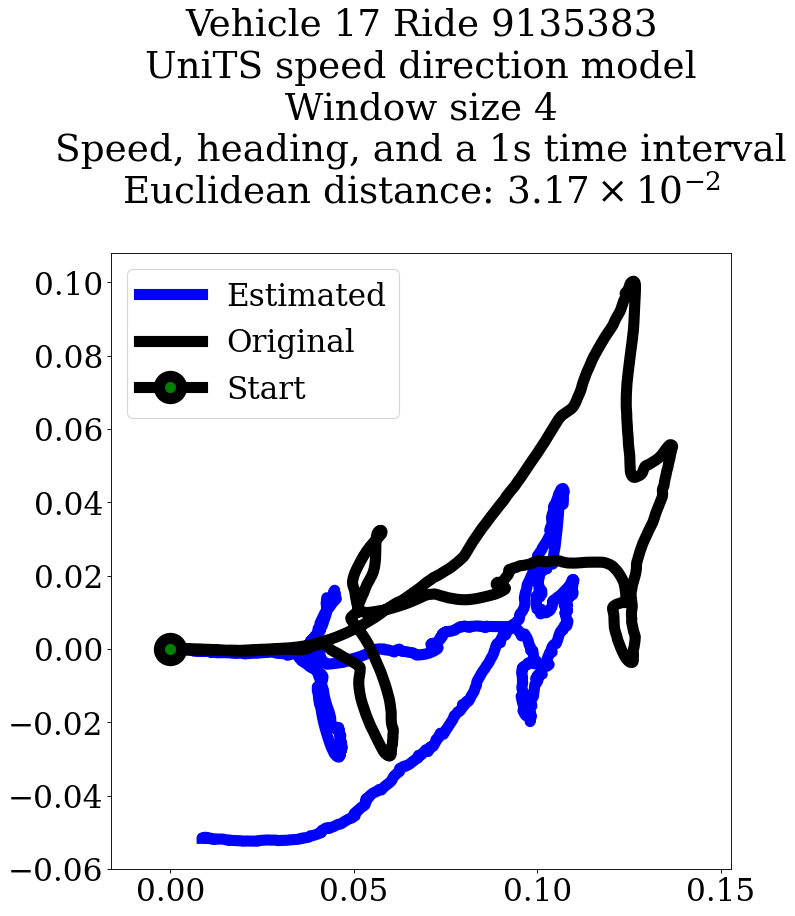 Vehicle 17 Ride 9135383
UniTS speed direction model
Window size 4
Speed, heading, and a 1s time interval
Euclidean distance: 3.17 × 10⁻²
Estimated
Original
Start
0.10
0.08
0.06
0.04
0.02
0.00
−0.02
−0.04
−0.06
0.00 0.05 0.10 0.15